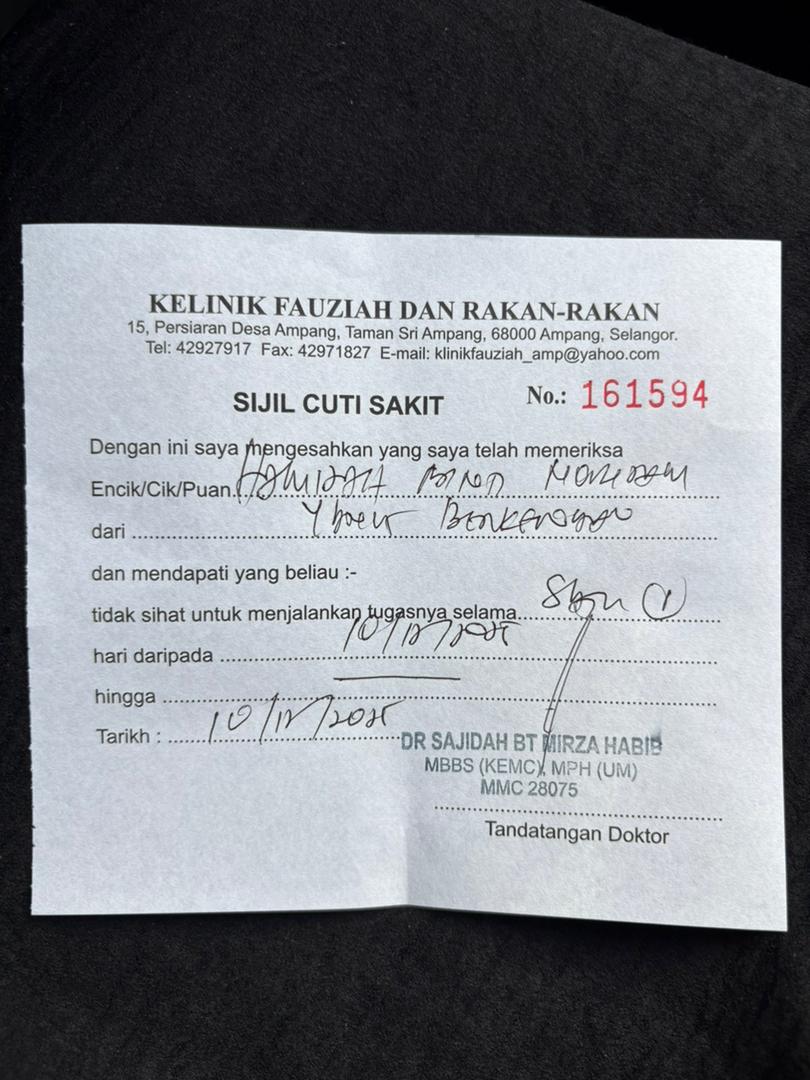 KELINIK FAUZIAH DAN RAKAN-RAKAN
15, Persiaran Desa Ampang, Taman Sri Ampang, 68000 Ampang, Selangor.
Tel: 42927917 Fax: 42971827 E-mail: klinikfauziah_amp@yahoo.com
SIJIL CUTI SAKIT No.: 161594
Dengan ini saya mengesahkan yang saya telah memeriksa
Encik/Cik/Puan
dari
dan mendapati yang beliau :-
tidak sihat untuk menjalankan tugasnya selama (1)
hari daripada 10/12/2025
hingga
Tarikh : 10/12/2025
DR SAJIDAH BT MIRZA HABIB
MBBS (KEMC), MPH (UM)
MMC 28075
Tandatangan Doktor